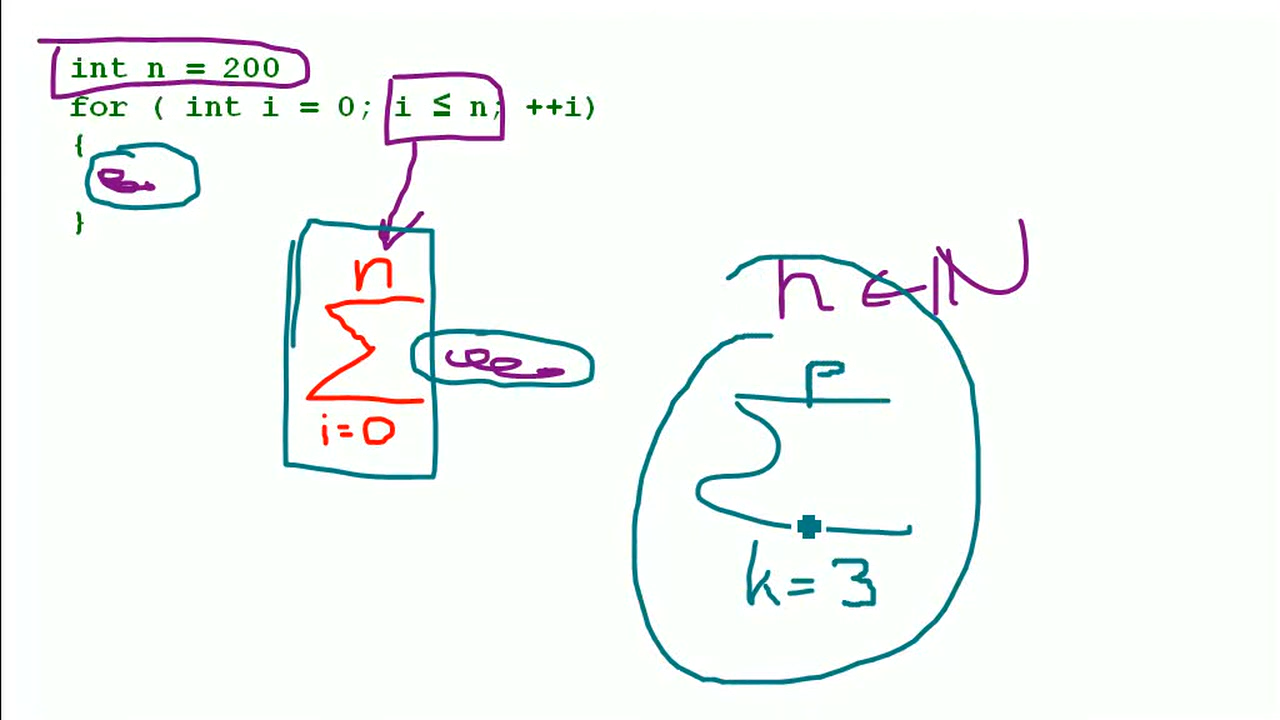 int n = 200
for ( int i = 0; i ≤ n; ++i)
{
}
n
∑
i=0
n ∈ ℕ
P
∑
k=3